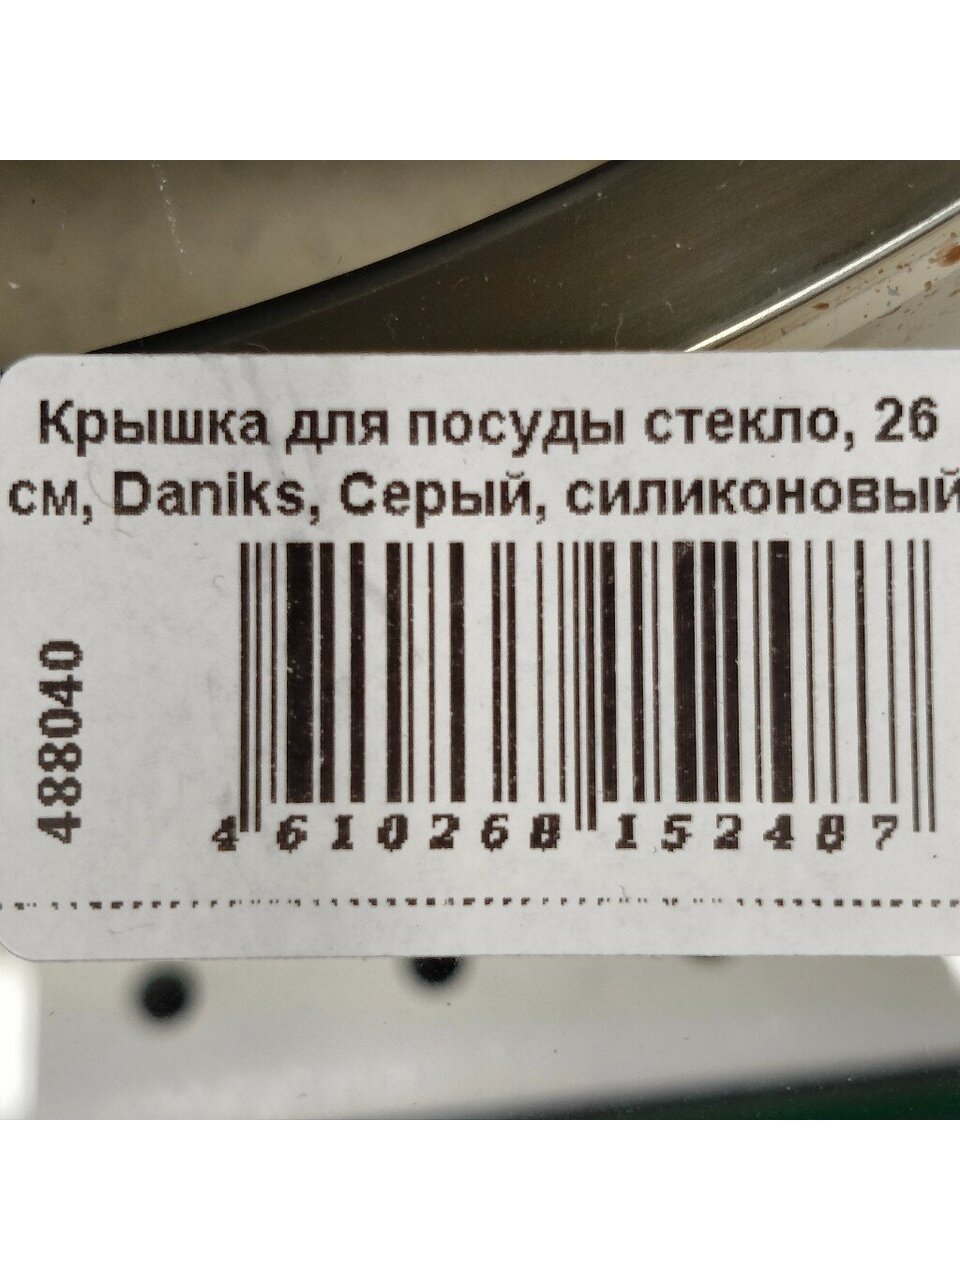 Крышка для посуды стекло, 26
см, Daniks, Серый, силиконовый
488040
4 610268 152487